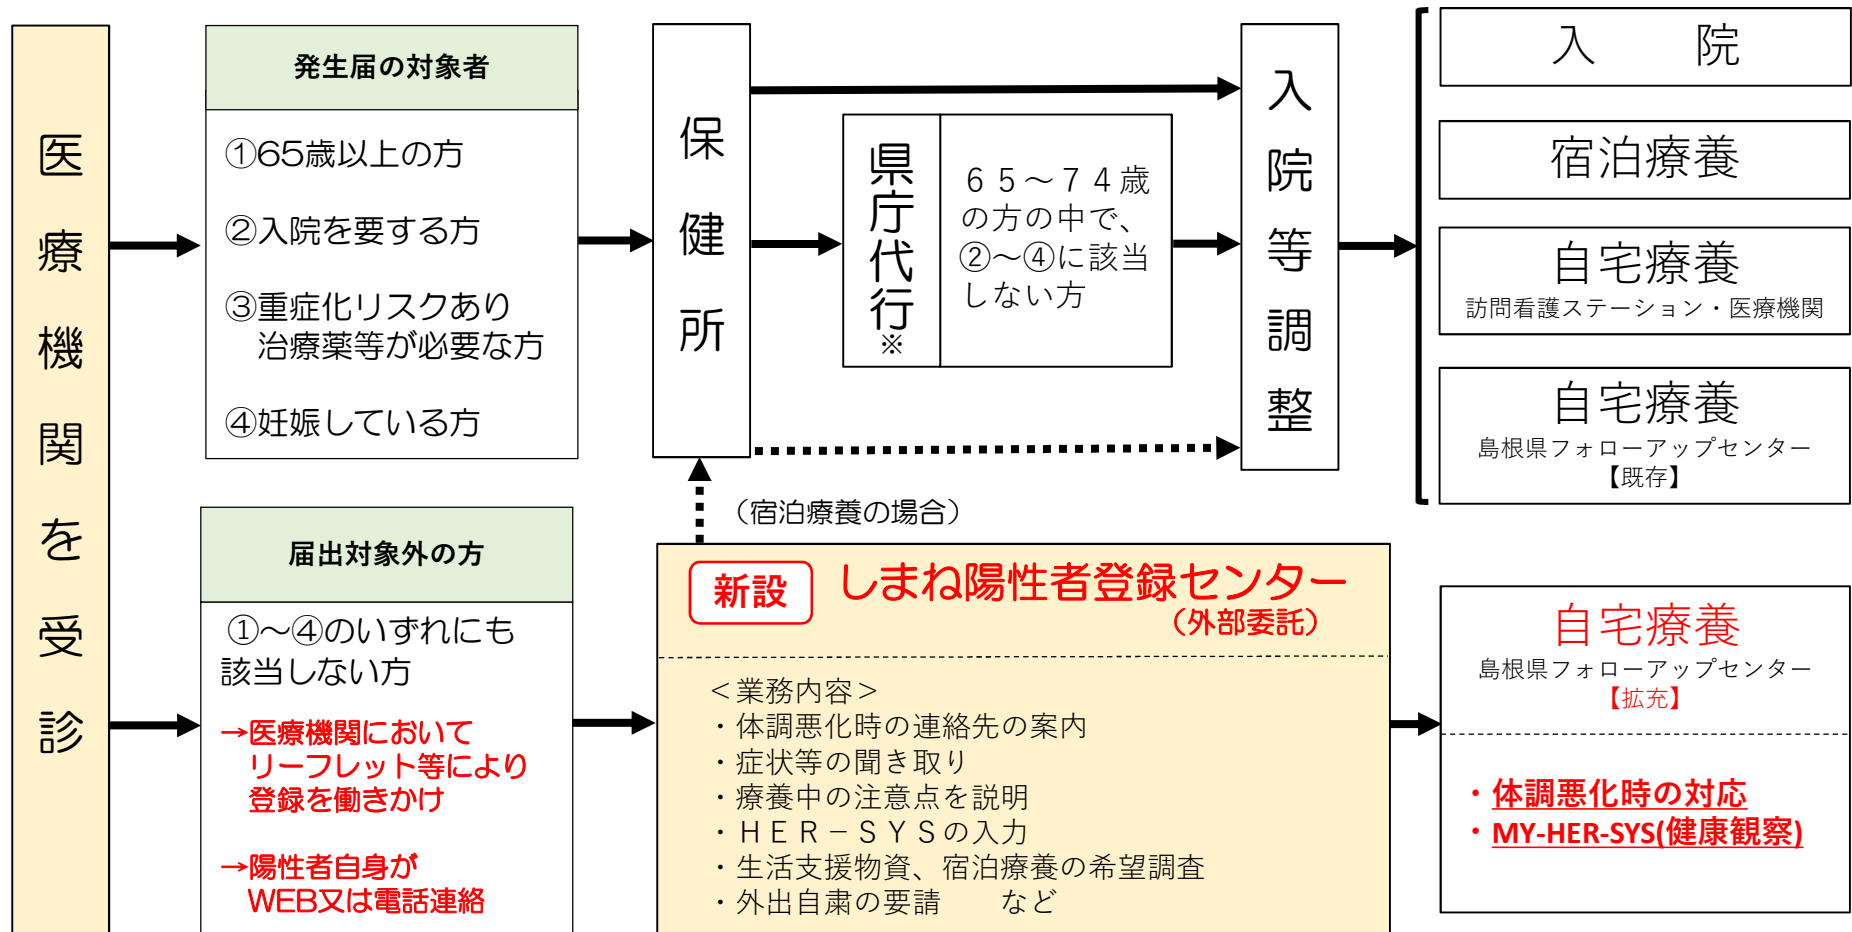 医療機関を受診
発生届の対象者
①65歳以上の方
②入院を要する方
③重症化リスクあり
治療薬等が必要な方
④妊娠している方
保健所
県庁代行※
６５～７４歳
の方の中で、
②～④に該当
しない方
入院等調整
入　院
宿泊療養
自宅療養
訪問看護ステーション・医療機関
自宅療養
島根県フォローアップセンター
【既存】
（宿泊療養の場合）
届出対象外の方
①～④のいずれにも
該当しない方
→医療機関において
リーフレット等により
登録を働きかけ
→陽性者自身が
WEB又は電話連絡
新設
しまね陽性者登録センター
（外部委託）
＜業務内容＞
・体調悪化時の連絡先の案内
・症状等の聞き取り
・療養中の注意点を説明
・ＨＥＲ－ＳＹＳの入力
・生活支援物資、宿泊療養の希望調査
・外出自粛の要請　　など
自宅療養
島根県フォローアップセンター
【拡充】
・体調悪化時の対応
・MY-HER-SYS(健康観察)